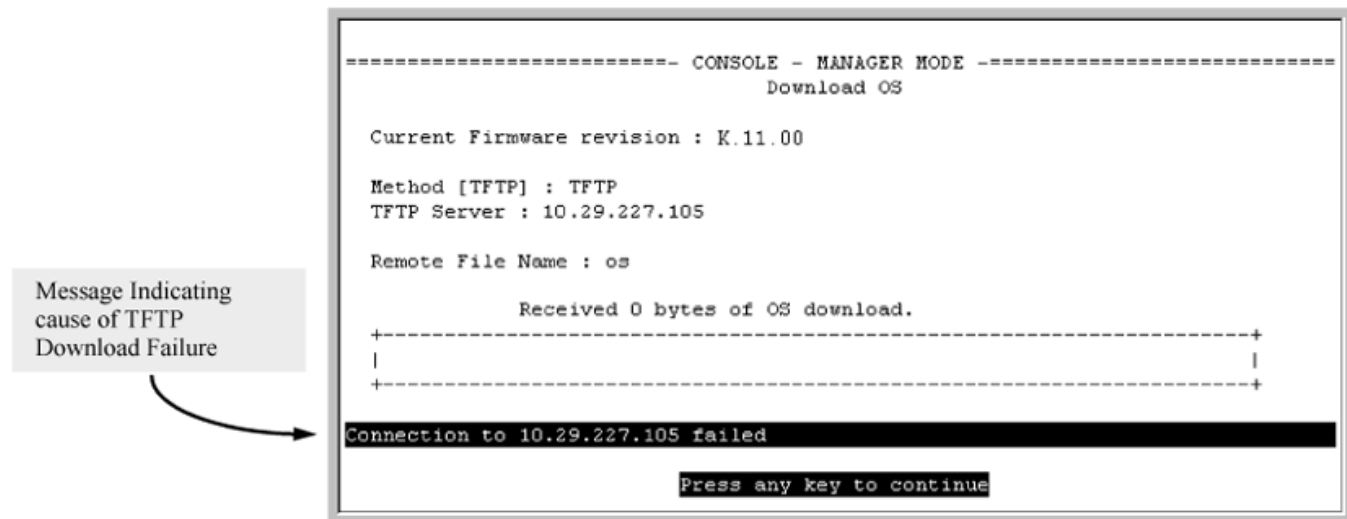 ===========================- CONSOLE - MANAGER MODE -============================
Download OS
Current Firmware revision : K.11.00
Method [TFTP] : TFTP
TFTP Server : 10.29.227.105
Remote File Name : os
Received 0 bytes of OS download.
+----------------------------------------------------------------------+
|                                                                      |
+----------------------------------------------------------------------+
Message Indicating
cause of TFTP
Download Failure
Connection to 10.29.227.105 failed
Press any key to continue